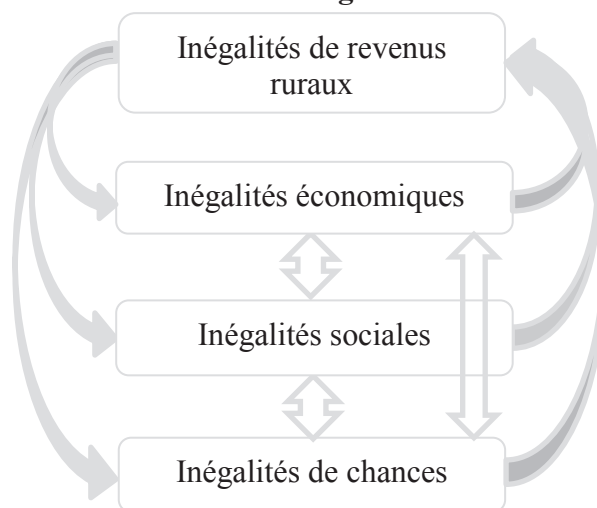 Inégalités de revenus
ruraux
Inégalités économiques
Inégalités sociales
Inégalités de chances